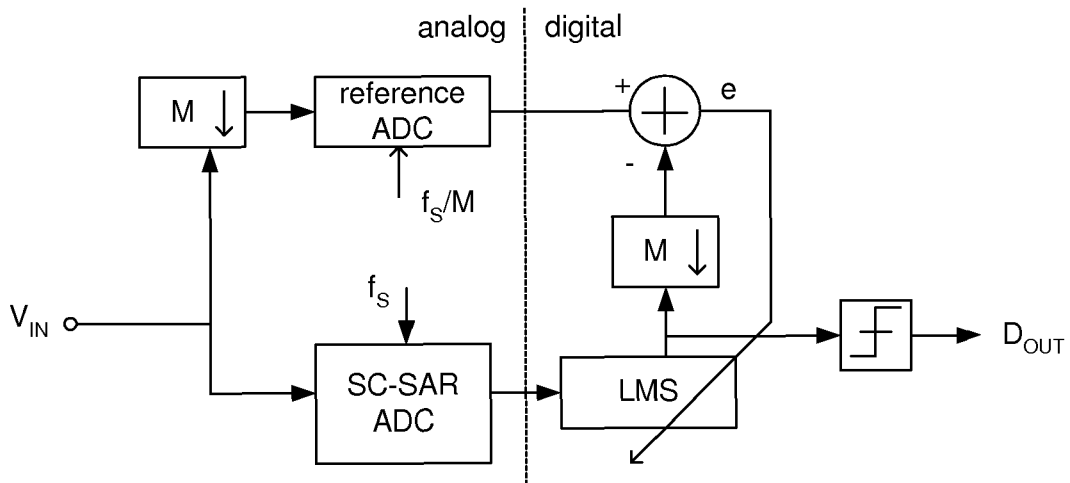 analog digital
M
reference
ADC
+
e
-
f_S/M
M
f_S
V_IN
SC-SAR
ADC
LMS
D_OUT